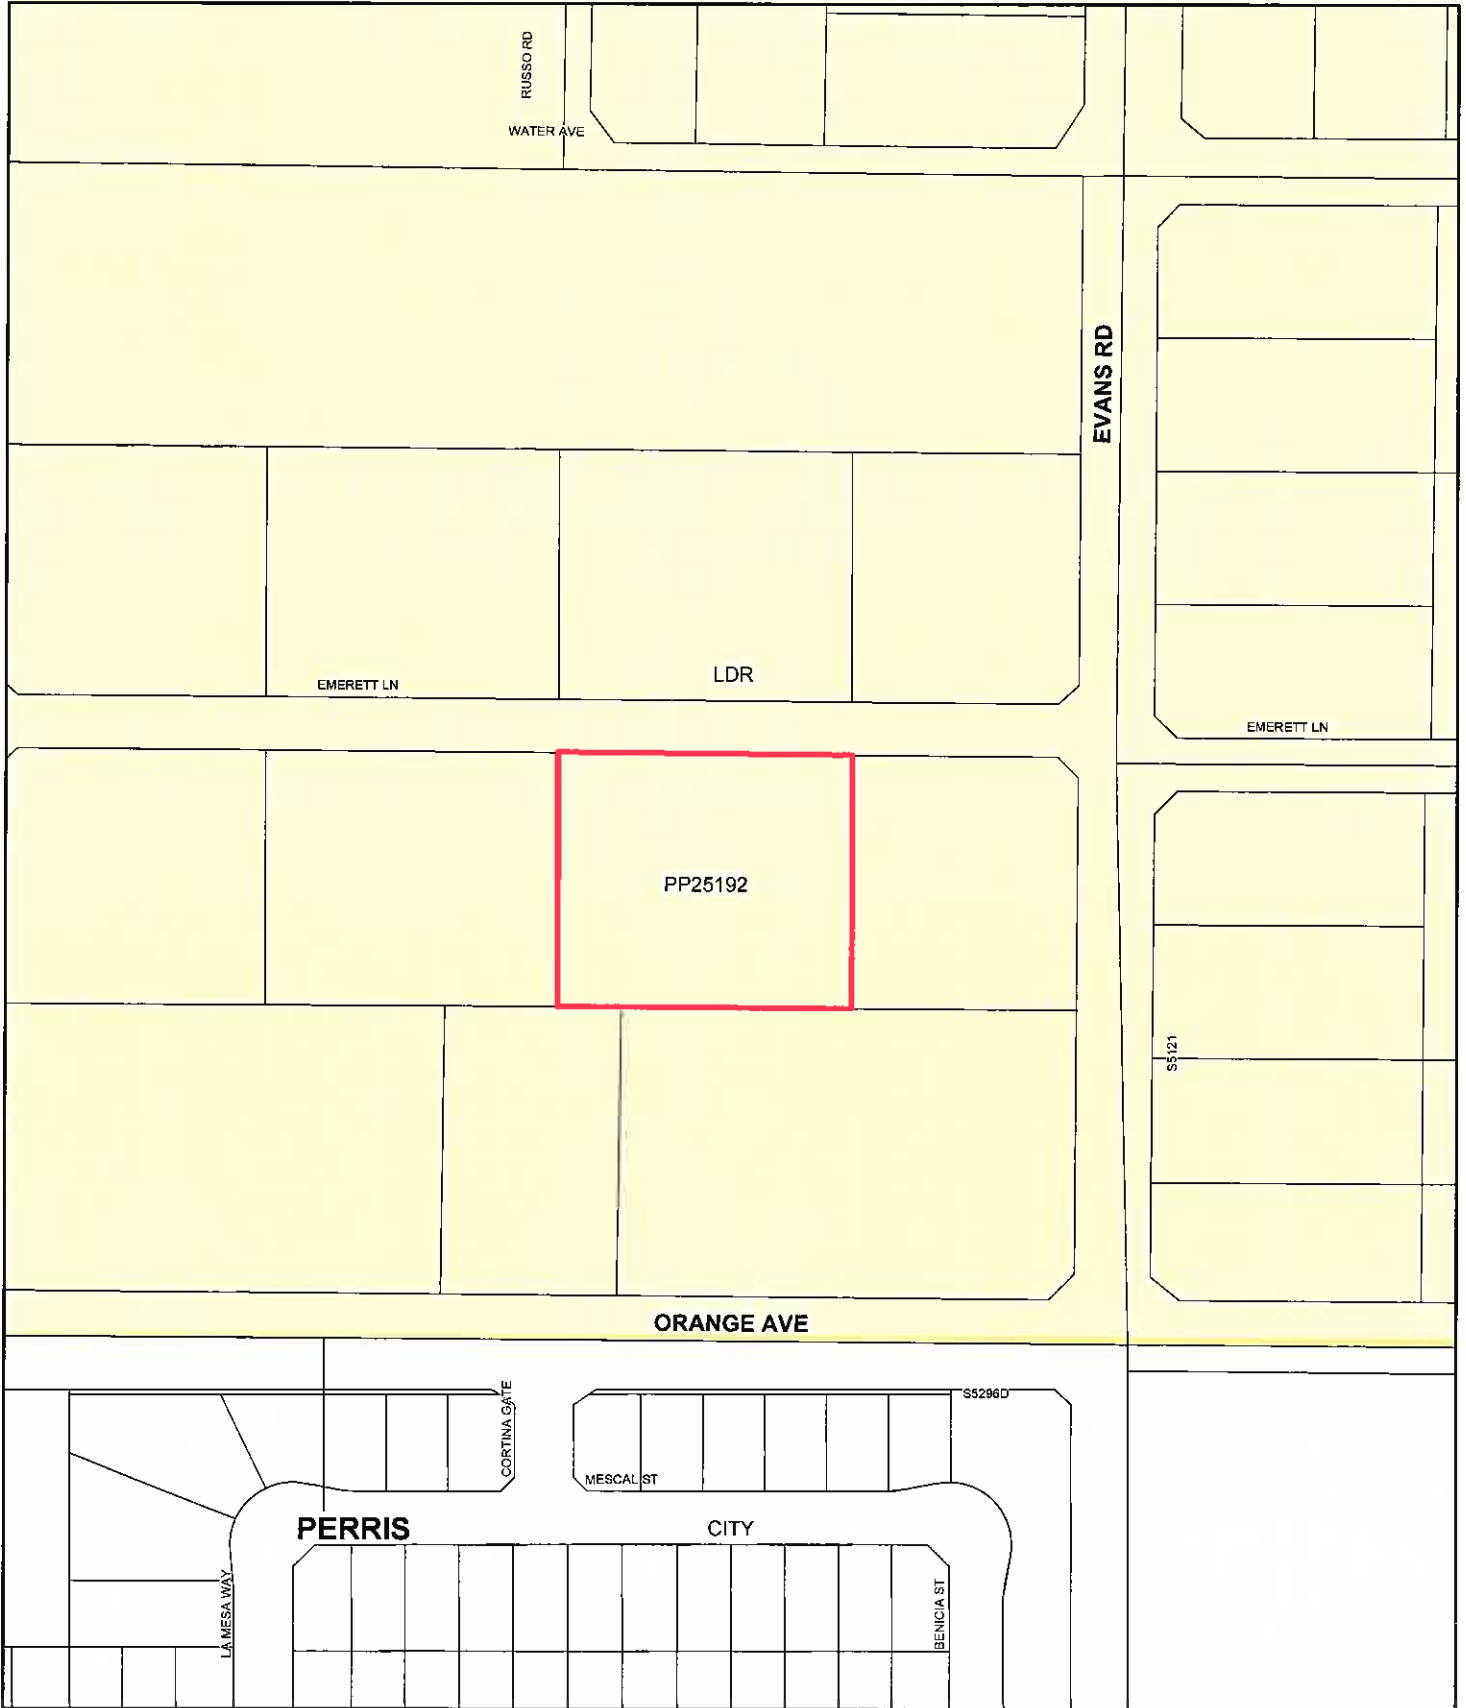 RUSSO RD
WATER AVE
EVANS RD
LDR
EMERETT LN
EMERETT LN
PP25192
S5121
ORANGE AVE
CORTINA GATE
S5296D
MESCAL ST
PERRIS
CITY
LA MESA WAY
BENICIA ST